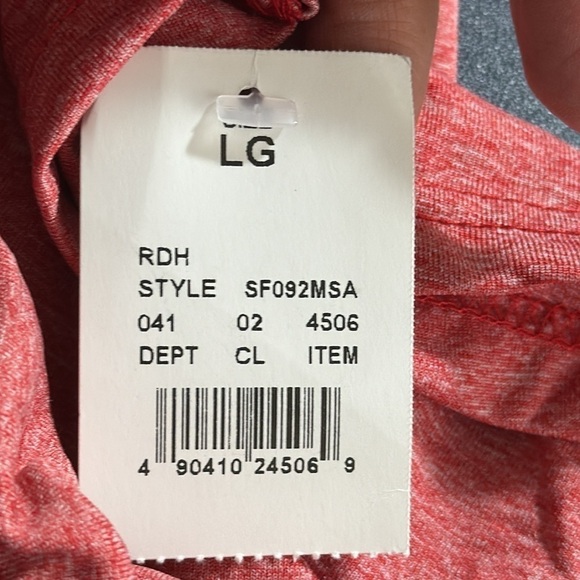 LG
RDH
STYLE SF092MSA
041 02 4506
DEPT CL ITEM
4 90410 24506 9